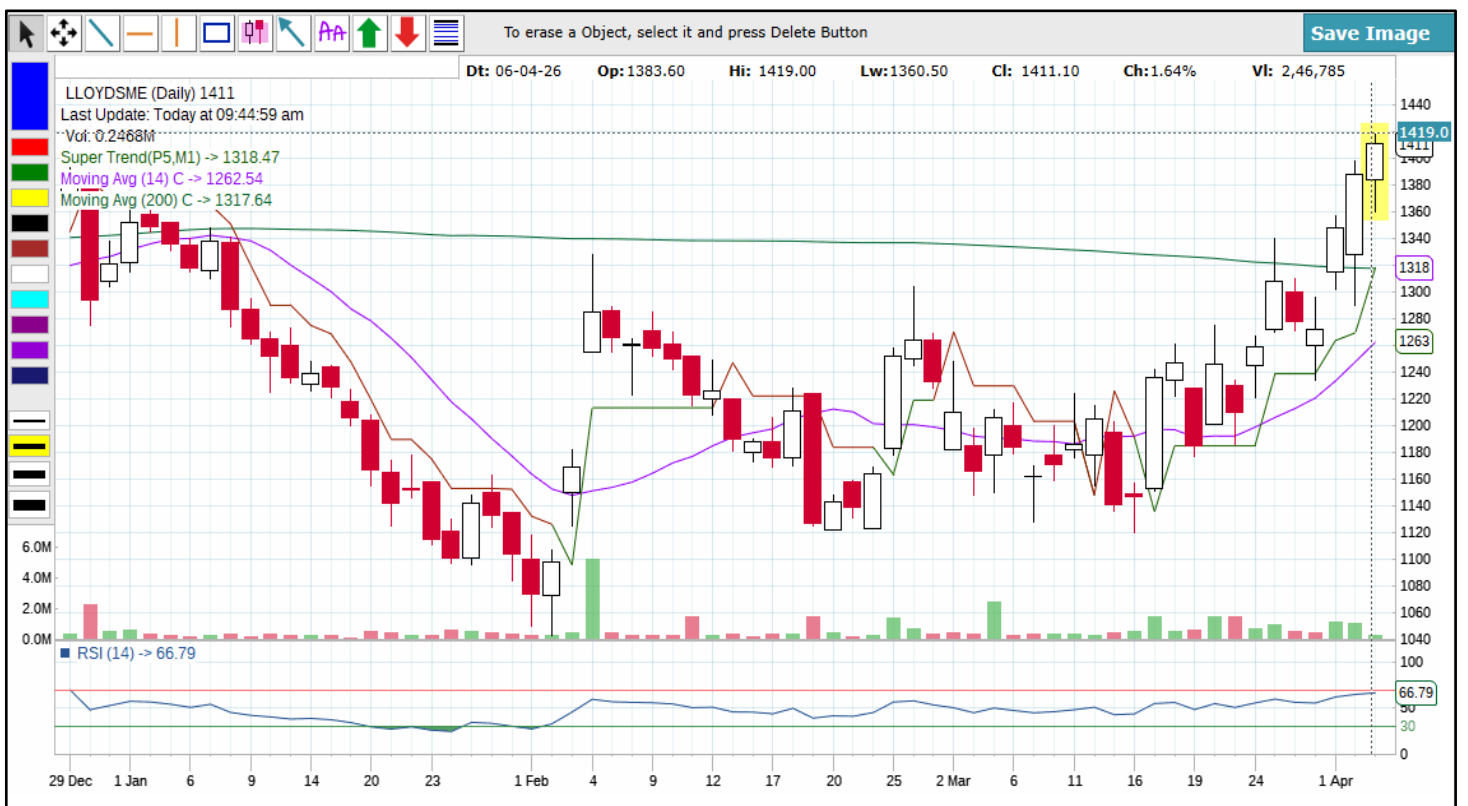 AA
To erase a Object, select it and press Delete Button
Save Image
Dt: 06-04-26 Op:1383.60 Hi: 1419.00 Lw:1360.50 Cl: 1411.10 Ch:1.64% Vl: 2,46,785
LLOYDSME (Daily) 1411
Last Update: Today at 09:44:59 am
Vol: 0.2468M
Super Trend(P5,M1) -> 1318.47
Moving Avg (14) C -> 1262.54
Moving Avg (200) C -> 1317.64
1440
1419.0
1411
1400
1380
1360
1340
1318
1300
1280
1263
1240
1220
1200
1180
1160
1140
1120
1100
1080
1060
1040
6.0M
4.0M
2.0M
0.0M
RSI (14) -> 66.79
100
66.79
50
30
0
29 Dec 1 Jan 6 9 14 20 23 1 Feb 4 9 12 17 20 25 2 Mar 6 11 16 19 24 1 Apr